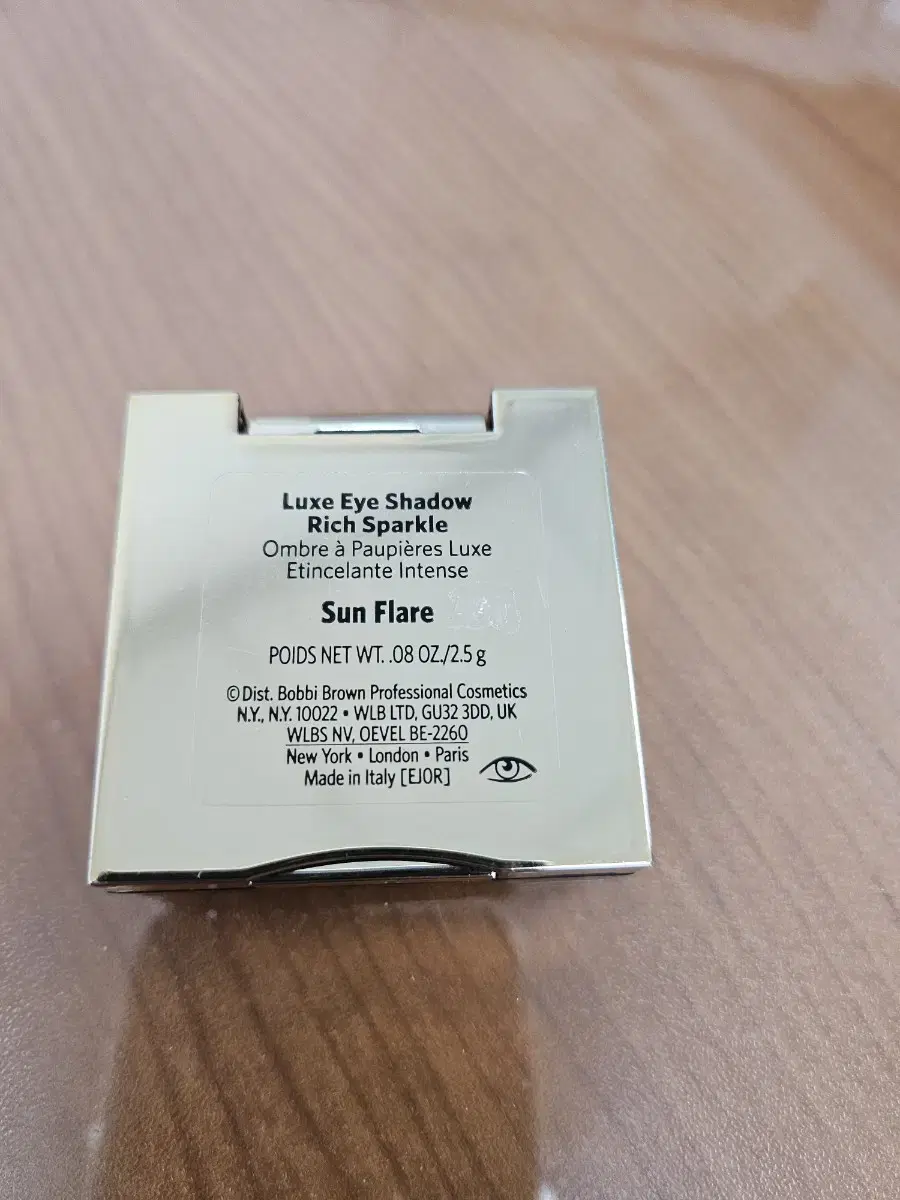 Luxe Eye Shadow
Rich Sparkle
Ombre à Paupières Luxe
Etincelante Intense
Sun Flare
POIDS NET WT. .08 OZ./2.5 g
©Dist. Bobbi Brown Professional Cosmetics
N.Y., N.Y. 10022 • WLB LTD, GU32 3DD, UK
WLBS NV, OEVEL BE-2260
New York • London • Paris
Made in Italy [EJOR]